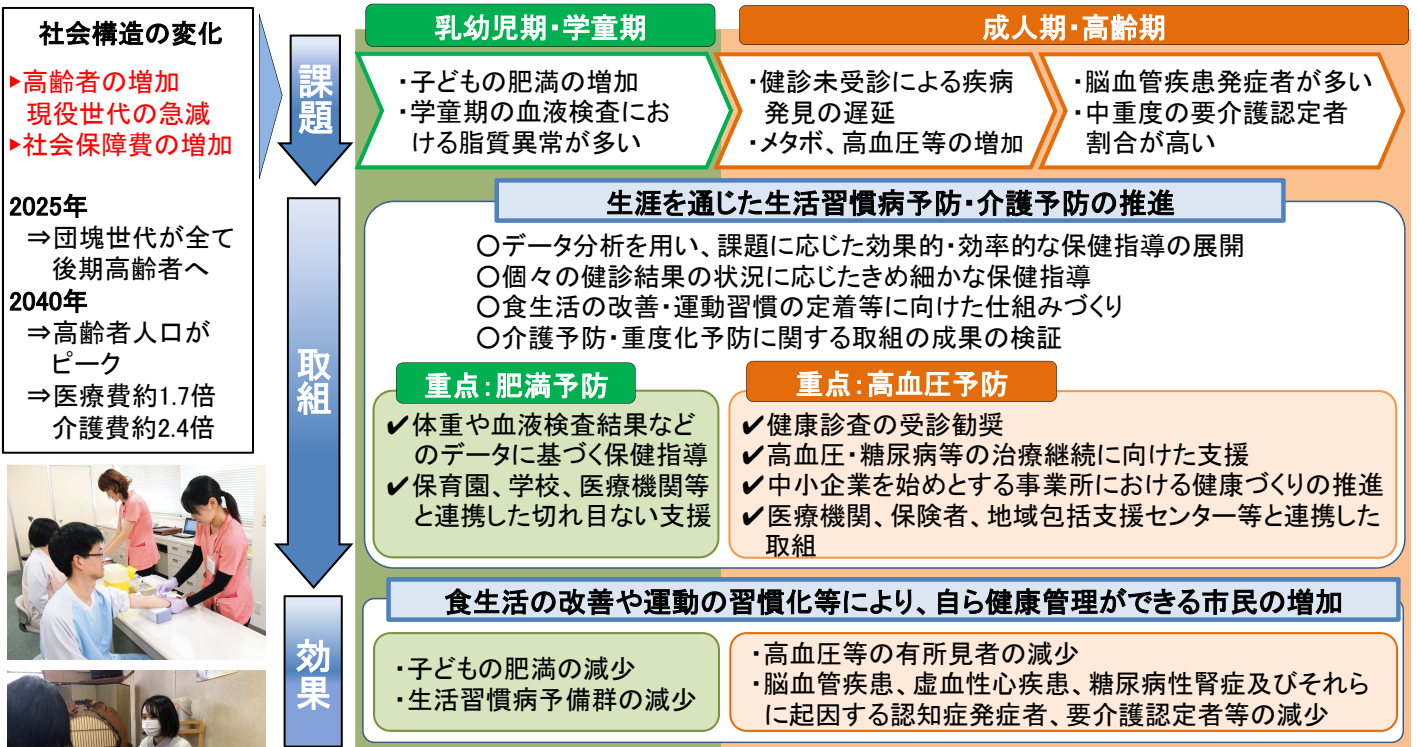 社会構造の変化
▶高齢者の増加
現役世代の急減
▶社会保障費の増加
2025年
⇒団塊世代が全て
後期高齢者へ
2040年
⇒高齢者人口が
ピーク
⇒医療費約1.7倍
介護費約2.4倍
課題
乳幼児期・学童期
成人期・高齢期
・子どもの肥満の増加
・学童期の血液検査にお
ける脂質異常が多い
・健診未受診による疾病
発見の遅延
・メタボ、高血圧等の増加
・脳血管疾患発症者が多い
・中重度の要介護認定者
割合が高い
取組
生涯を通じた生活習慣病予防・介護予防の推進
〇データ分析を用い、課題に応じた効果的・効率的な保健指導の展開
〇個々の健診結果の状況に応じたきめ細かな保健指導
〇食生活の改善・運動習慣の定着等に向けた仕組みづくり
〇介護予防・重度化予防に関する取組の成果の検証
重点：肥満予防
✔体重や血液検査結果など
のデータに基づく保健指導
✔保育園、学校、医療機関等
と連携した切れ目ない支援
重点：高血圧予防
✔健康診査の受診勧奨
✔高血圧・糖尿病等の治療継続に向けた支援
✔中小企業を始めとする事業所における健康づくりの推進
✔医療機関、保険者、地域包括支援センター等と連携した
取組
効果
食生活の改善や運動の習慣化等により、自ら健康管理ができる市民の増加
・子どもの肥満の減少
・生活習慣病予備群の減少
・高血圧等の有所見者の減少
・脳血管疾患、虚血性心疾患、糖尿病性腎症及びそれら
に起因する認知症発症者、要介護認定者等の減少